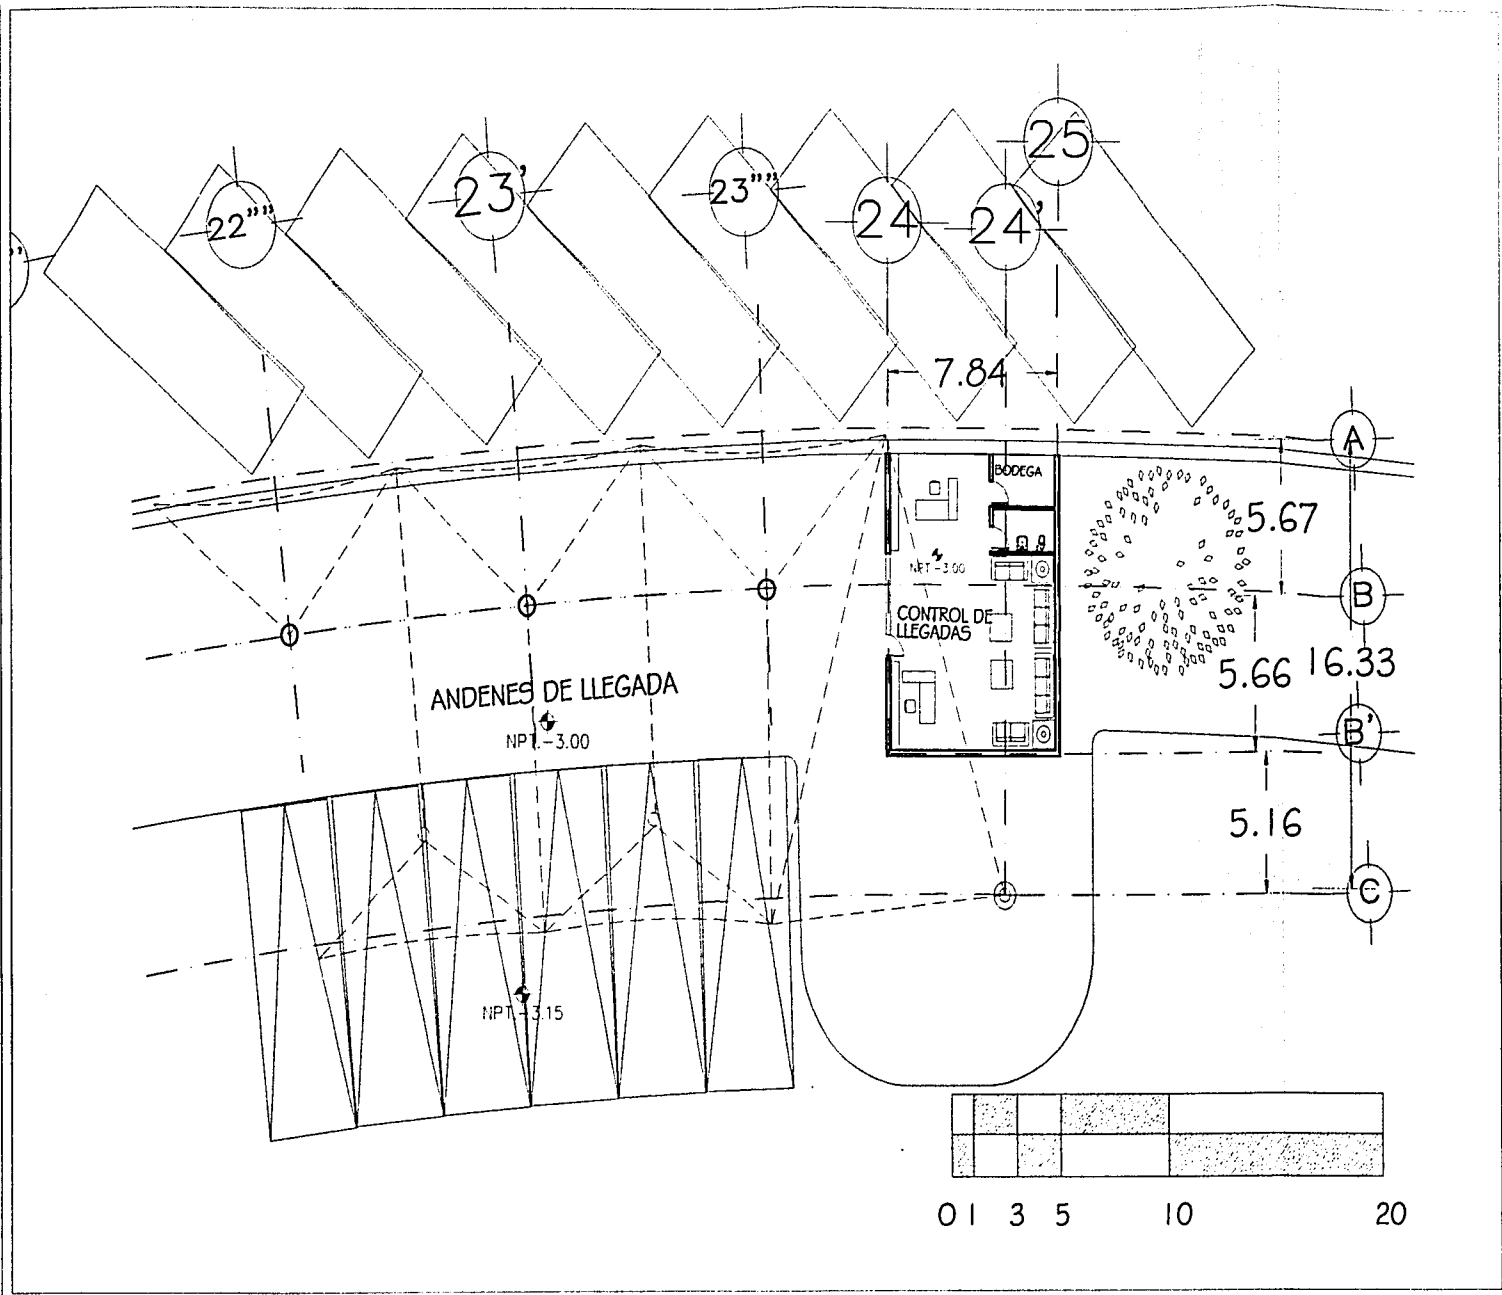 25
23'
23""
22""
24
24'
7.84
A
BODEGA
5.67
NPT.-3.00
B
CONTROL DE
LLEGADAS
5.66
16.33
ANDENES DE LLEGADA
B'
NPT.-3.00
5.16
C
NPT.-3.15
0 1 3 5 10 20